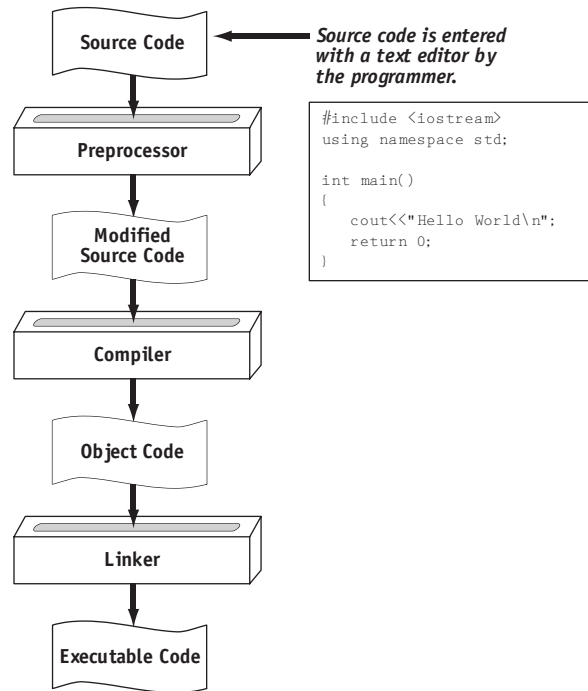 Source Code
Source code is entered
with a text editor by
the programmer.
#include <iostream>
using namespace std;
int main()
{
cout<<"Hello World\n";
return 0;
}
Preprocessor
Modified
Source Code
Compiler
Object Code
Linker
Executable Code